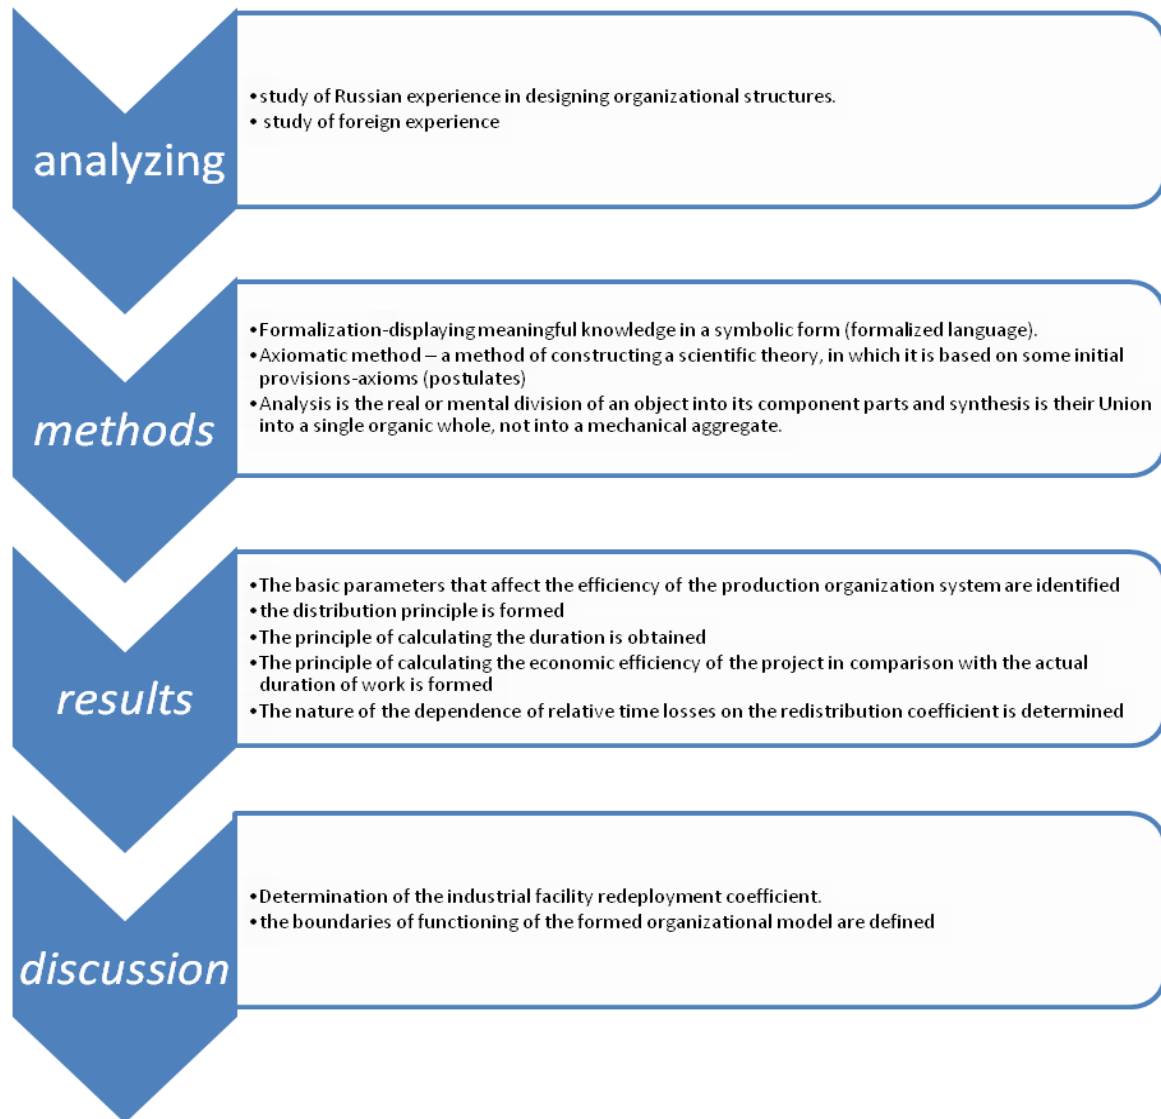 analyzing
•study of Russian experience in designing organizational structures.
• study of foreign experience
methods
•Formalization-displaying meaningful knowledge in a symbolic form (formalized language).
•Axiomatic method – a method of constructing a scientific theory, in which it is based on some initial
provisions-axioms (postulates)
•Analysis is the real or mental division of an object into its component parts and synthesis is their Union
into a single organic whole, not into a mechanical aggregate.
results
•The basic parameters that affect the efficiency of the production organization system are identified
•the distribution principle is formed
•The principle of calculating the duration is obtained
•The principle of calculating the economic efficiency of the project in comparison with the actual
duration of work is formed
•The nature of the dependence of relative time losses on the redistribution coefficient is determined
discussion
•Determination of the industrial facility redeployment coefficient.
•the boundaries of functioning of the formed organizational model are defined